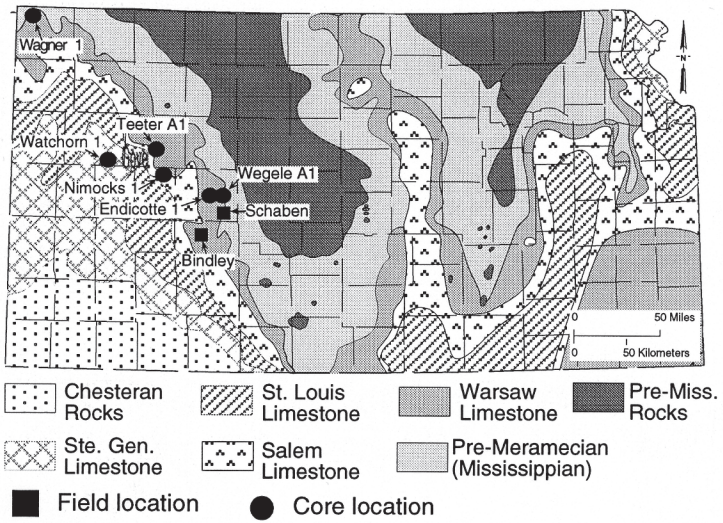 Wagner 1
N
Teeter A1
Watchorn 1
Nimocks 1
Wegele A1
Endicotte 1
Schaben
Bindley
0 50 Miles
0 50 Kilometers
Chesteran Rocks
St. Louis Limestone
Warsaw Limestone
Pre-Miss. Rocks
Ste. Gen. Limestone
Salem Limestone
Pre-Meramecian (Mississippian)
Field location
Core location